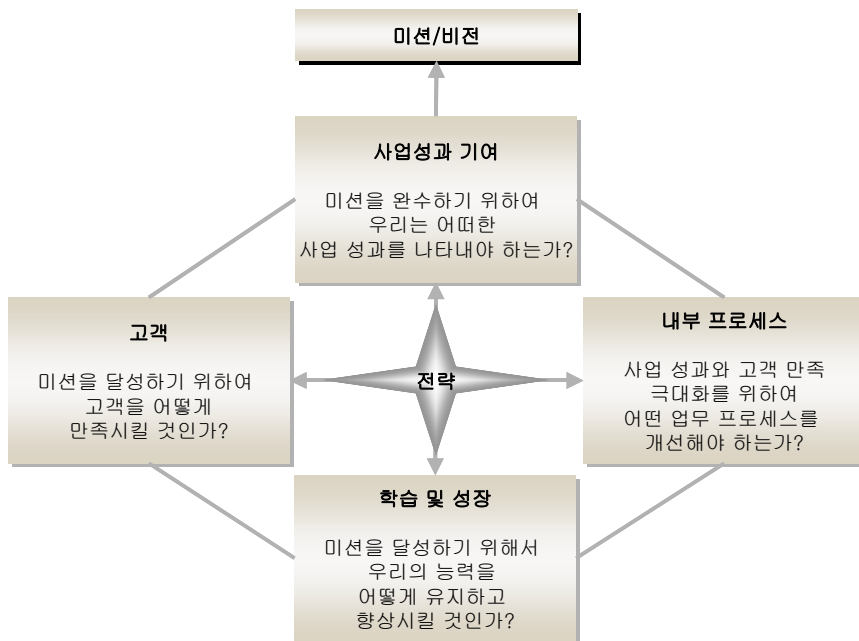 미션/비전
사업성과 기여
미션을 완수하기 위하여
우리는 어떠한
사업 성과를 나타내야 하는가?
고객
미션을 달성하기 위하여
고객을 어떻게
만족시킬 것인가?
전략
내부 프로세스
사업 성과와 고객 만족
극대화를 위하여
어떤 업무 프로세스를
개선해야 하는가?
학습 및 성장
미션을 달성하기 위해서
우리의 능력을
어떻게 유지하고
향상시킬 것인가?